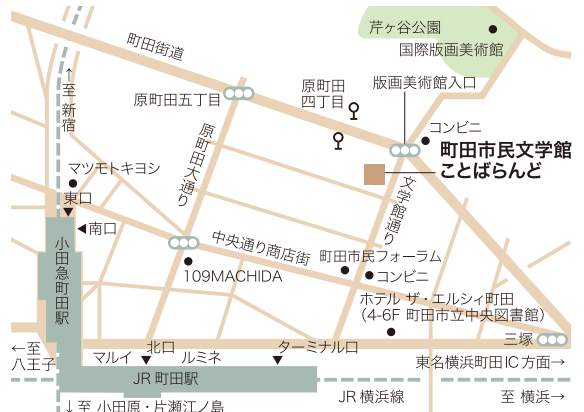 芹ヶ谷公園
国際版画美術館
町田街道
←至 新宿
原町田五丁目
原町田
四丁目
版画美術館入口
コンビニ
町田市民文学館
ことばらんど
マツモトキヨシ
東口
南口
原町田大通り
文学館通り
小田急町田駅
中央通り商店街
109MACHIDA
町田市民フォーラム
コンビニ
ホテル ザ・エルシィ町田
(4-6F 町田市立中央図書館)
三塚
←至
八王子
マルイ
北口
ルミネ
ターミナル口
東名横浜町田IC方面→
JR町田駅
JR横浜線
至 横浜→
↓至 小田原・片瀬江ノ島